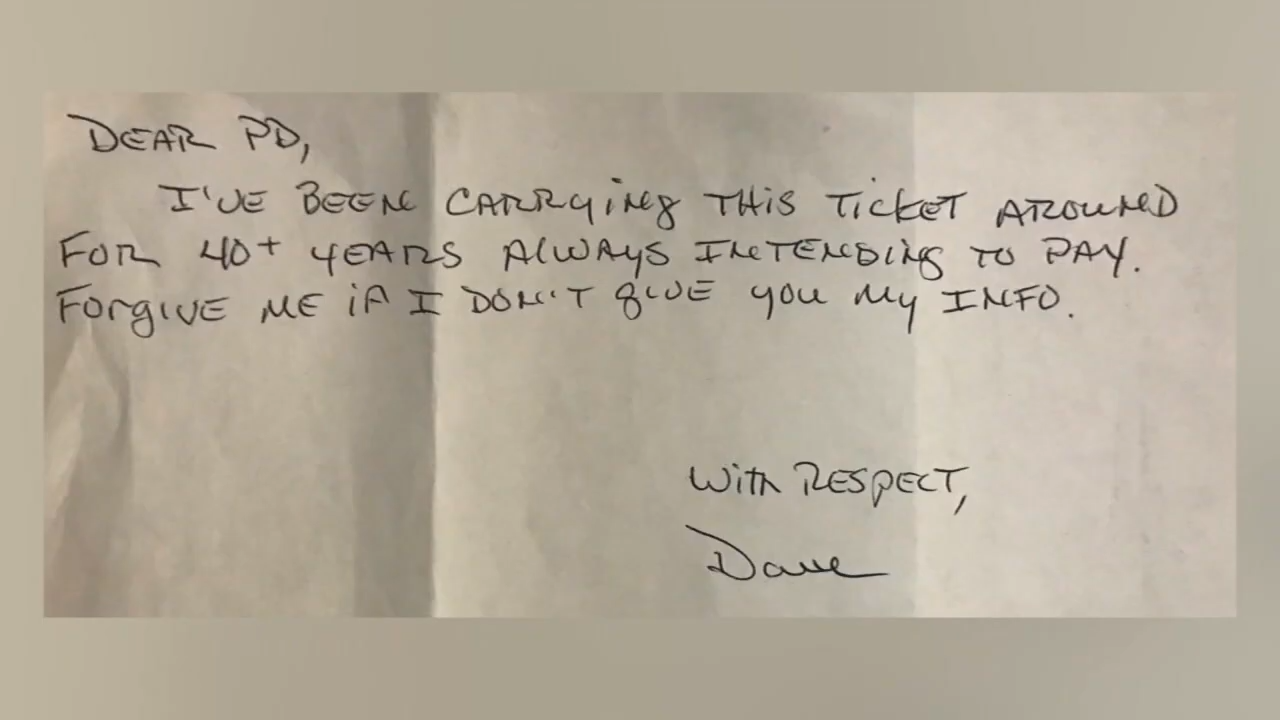 DEAR PD,
I'VE BEEN CARRYING THIS TICKET AROUND
FOR 40+ YEARS ALWAYS INTENDING TO PAY.
FORGIVE ME IF I DON'T GIVE YOU MY INFO.
WITH RESPECT,
Dave